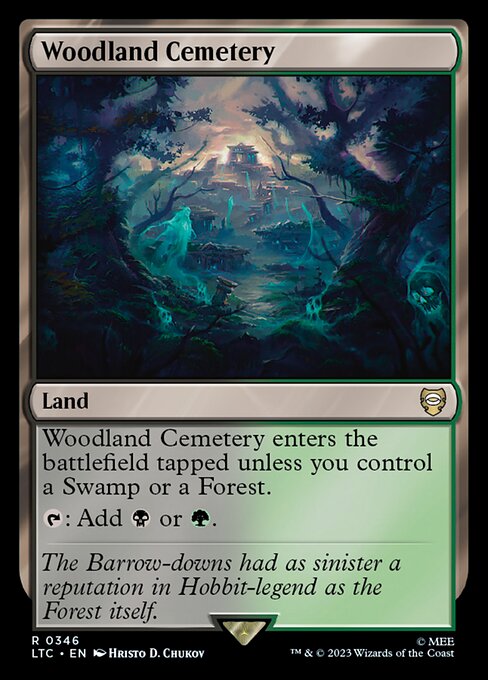 Woodland Cemetery
Land
Woodland Cemetery enters the
battlefield tapped unless you control
a Swamp or a Forest.
: Add or .
The Barrow-downs had as sinister a
reputation in Hobbit-legend as the
Forest itself.
R 0346
LTC • EN Hristo D. Chukov
© MEE
™ & © 2023 Wizards of the Coast